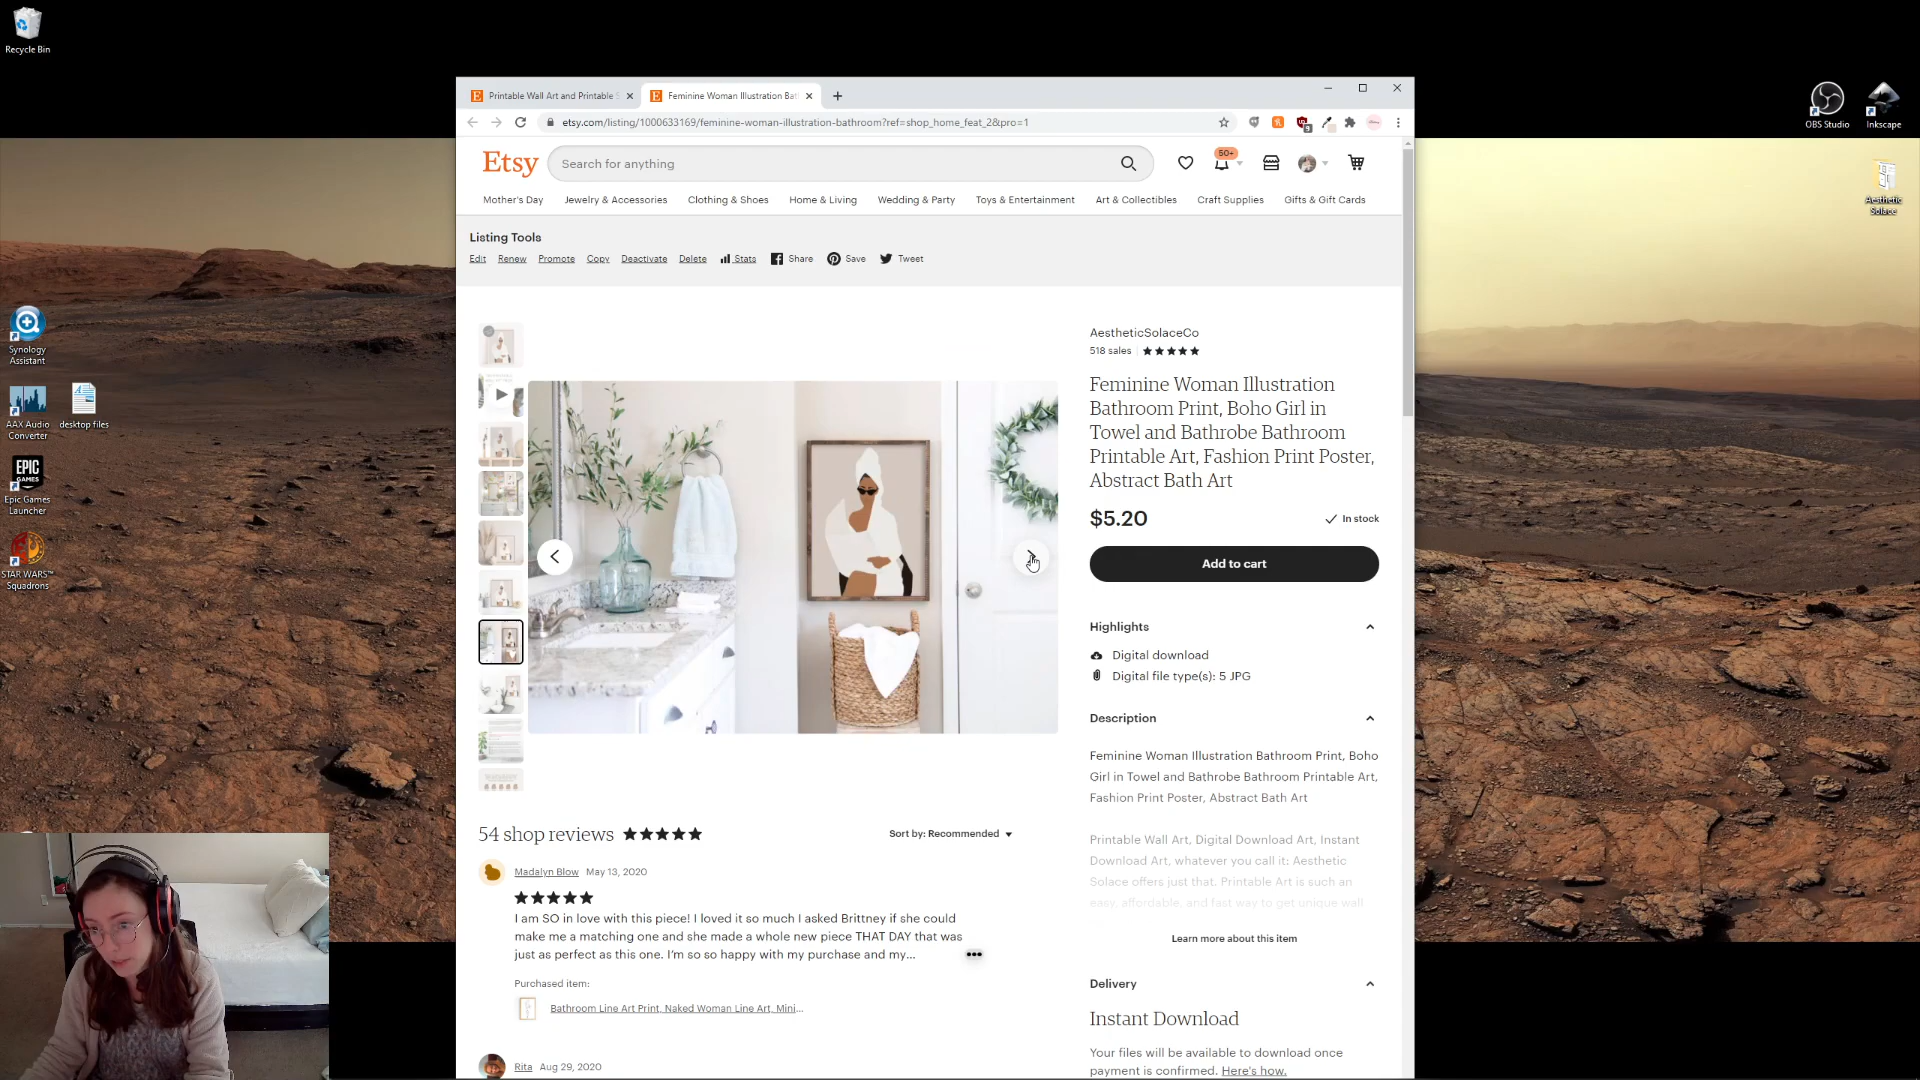 Recycle Bin
OBS Studio
Inkscape
Aesthetic
Solace
Synology
Assistant
AAX Audio
Converter
desktop files
EPIC
GAMES
Epic Games
Launcher
STAR WARS™
Squadrons
Printable Wall Art and Printable
Feminine Woman Illustration Bat
etsy.com/listing/1000633169/feminine-woman-illustration-bathroom?ref=shop_home_feat_2&pro=1
Etsy
Search for anything
50+
Mother's Day
Jewelry & Accessories
Clothing & Shoes
Home & Living
Wedding & Party
Toys & Entertainment
Art & Collectibles
Craft Supplies
Gifts & Gift Cards
Listing Tools
Edit
Renew
Promote
Copy
Deactivate
Delete
Stats
Share
Save
Tweet
AestheticSolaceCo
518 sales
Feminine Woman Illustration
Bathroom Print, Boho Girl in
Towel and Bathrobe Bathroom
Printable Art, Fashion Print Poster,
Abstract Bath Art
$5.20
In stock
Add to cart
Highlights
Digital download
Digital file type(s): 5 JPG
Description
Feminine Woman Illustration Bathroom Print, Boho
Girl in Towel and Bathrobe Bathroom Printable Art,
Fashion Print Poster, Abstract Bath Art
Printable Wall Art, Digital Download Art, Instant
Download Art, whatever you call it: Aesthetic
Solace offers just that. Printable Art is such an
easy, affordable, and fast way to get unique wall
Learn more about this item
Delivery
Instant Download
Your files will be available to download once
payment is confirmed. Here's how.
54 shop reviews
Sort by: Recommended
Madalyn Blow May 13, 2020
I am SO in love with this piece! I loved it so much I asked Brittney if she could
make me a matching one and she made a whole new piece THAT DAY that was
just as perfect as this one. I'm so so happy with my purchase and my...
Purchased item:
Bathroom Line Art Print, Naked Woman Line Art, Mini...
Rita Aug 29, 2020